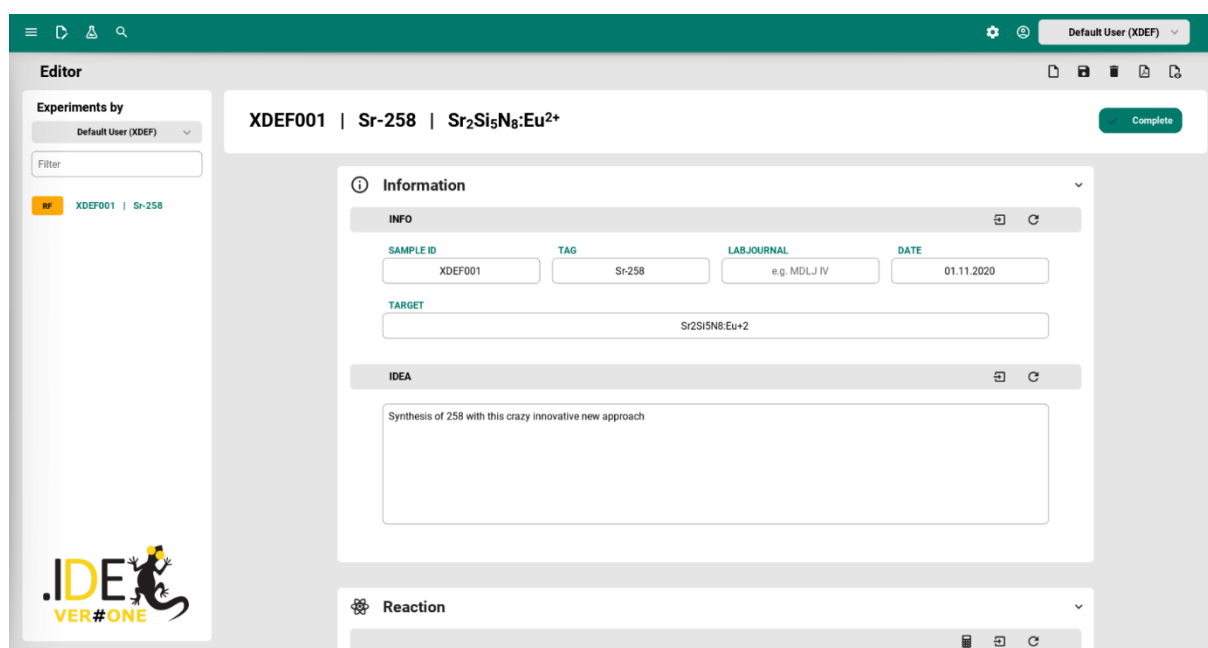 Default User (XDEF)
Editor
Experiments by
Default User (XDEF)
Filter
RF XDEF001 | Sr-258
.IDE
VER#ONE
XDEF001 | Sr-258 | Sr₂Si₅N₈:Eu²⁺
Complete
Information
INFO
SAMPLE ID TAG LABJOURNAL DATE
XDEF001 Sr-258 e.g. MDLJ IV 01.11.2020
TARGET
Sr2Si5N8:Eu+2
IDEA
Synthesis of 258 with this crazy innovative new approach
Reaction